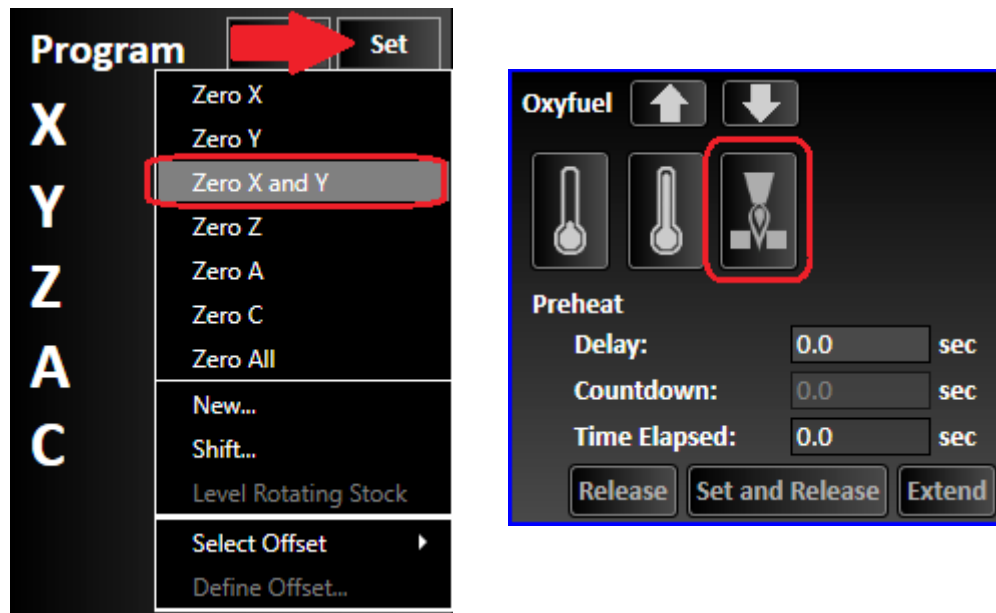 Program
Set
X
Y
Z
A
C
Zero X
Zero Y
Zero X and Y
Zero Z
Zero A
Zero C
Zero All
New...
Shift...
Level Rotating Stock
Select Offset
Define Offset...
Oxyfuel
Preheat
Delay: 0.0 sec
Countdown: 0.0 sec
Time Elapsed: 0.0 sec
Release Set and Release Extend